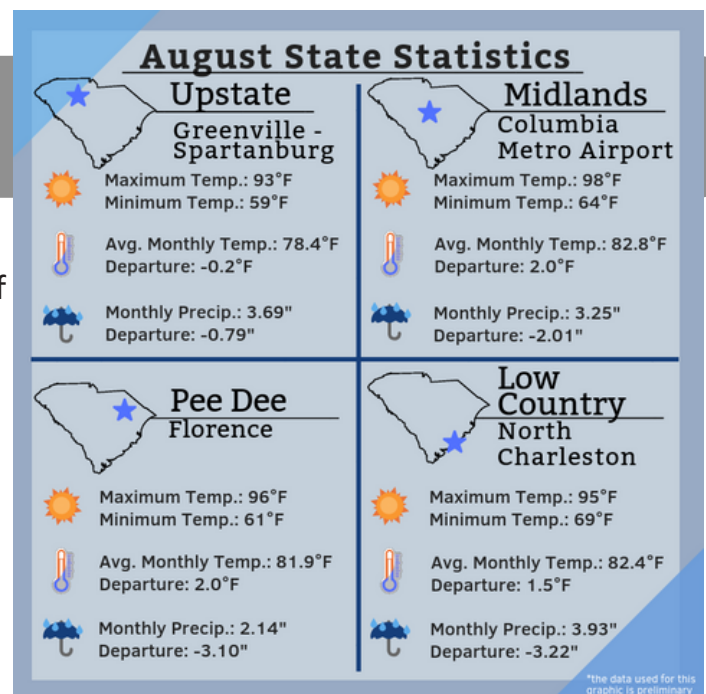 August State Statistics
Upstate
Greenville -
Spartanburg
Maximum Temp.: 93°F
Minimum Temp.: 59°F
Avg. Monthly Temp.: 78.4°F
Departure: -0.2°F
Monthly Precip.: 3.69"
Departure: -0.79"
Midlands
Columbia
Metro Airport
Maximum Temp.: 98°F
Minimum Temp.: 64°F
Avg. Monthly Temp.: 82.8°F
Departure: 2.0°F
Monthly Precip.: 3.25"
Departure: -2.01"
f
Pee Dee
Florence
Maximum Temp.: 96°F
Minimum Temp.: 61°F
Avg. Monthly Temp.: 81.9°F
Departure: 2.0°F
Monthly Precip.: 2.14"
Departure: -3.10"
Low
Country
North
Charleston
Maximum Temp.: 95°F
Minimum Temp.: 69°F
Avg. Monthly Temp.: 82.4°F
Departure: 1.5°F
Monthly Precip.: 3.93"
Departure: -3.22"
*the data used for this
graphic is preliminary